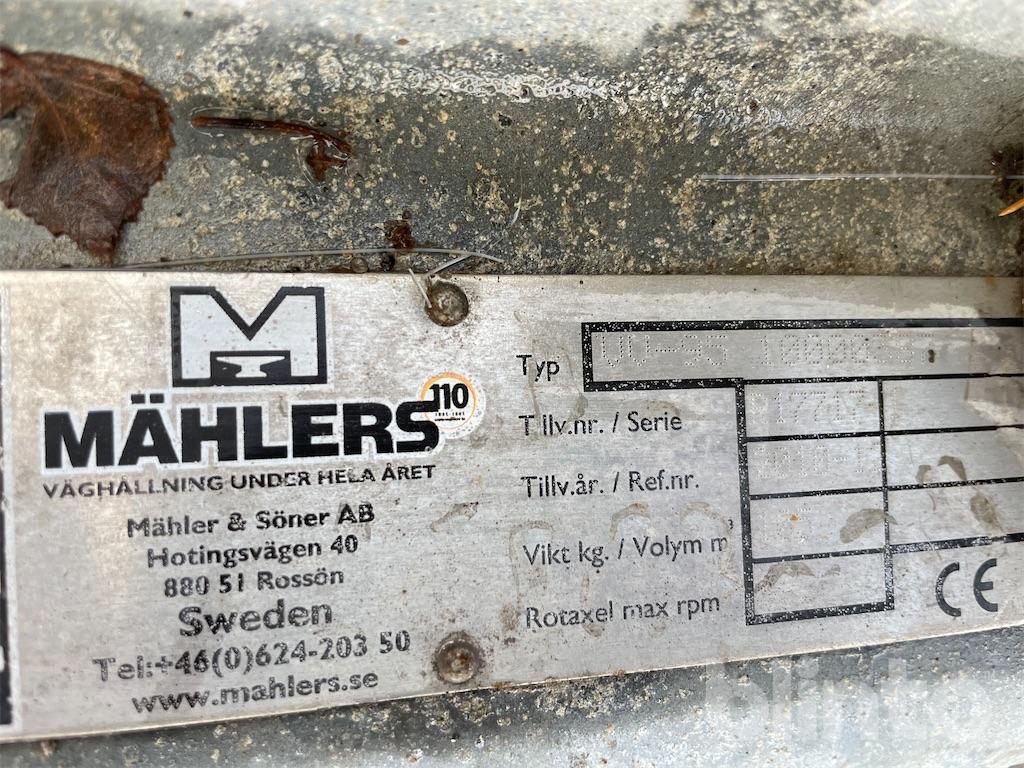 M
MÄHLERS
110
VÄGHÅLLNING UNDER HELA ÅRET
Mähler & Söner AB
Hotingsvägen 40
880 51 Rossön
Sweden
Tel:+46(0)624-203 50
www.mahlers.se
Typ
T llv.nr. / Serie
Tillv.år. / Ref.nr.
Vikt kg. / Volym m³
Rotaxel max rpm
CE
blinto